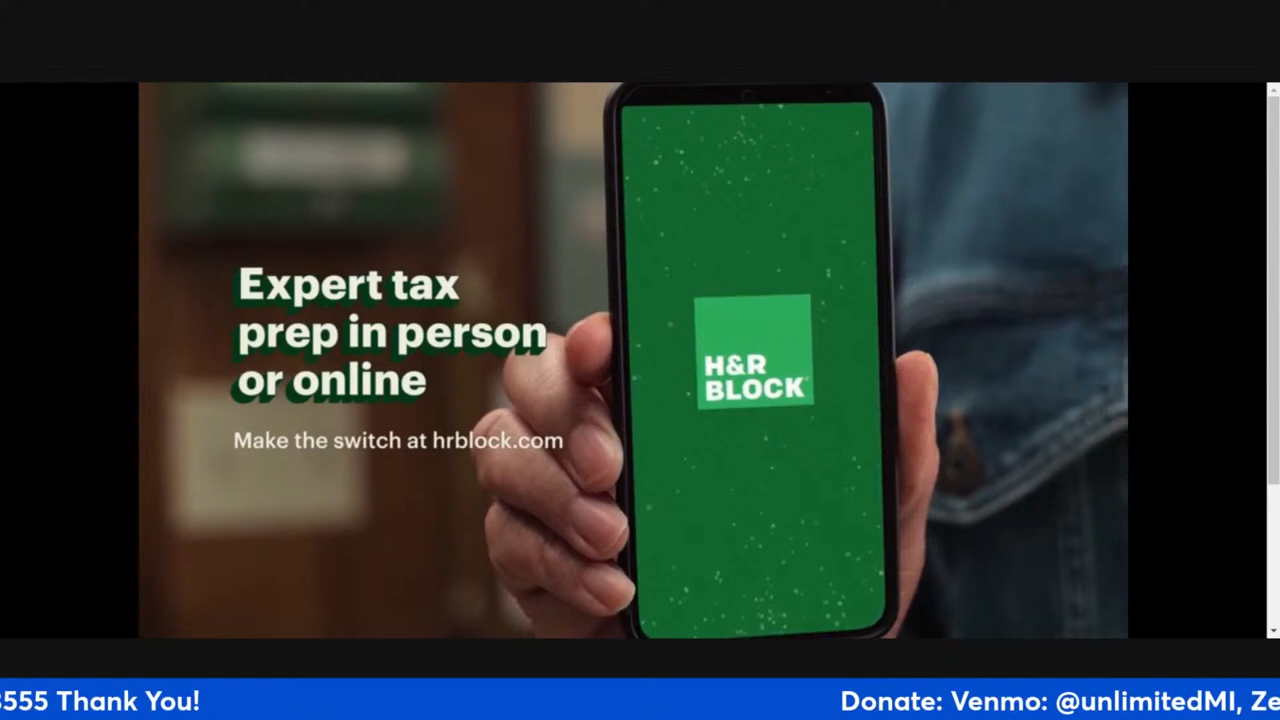 Expert tax
prep in person
or online
Make the switch at hrblock.com
H&R
BLOCK
3555 Thank You!
Donate: Venmo: @unlimitedMI, Ze